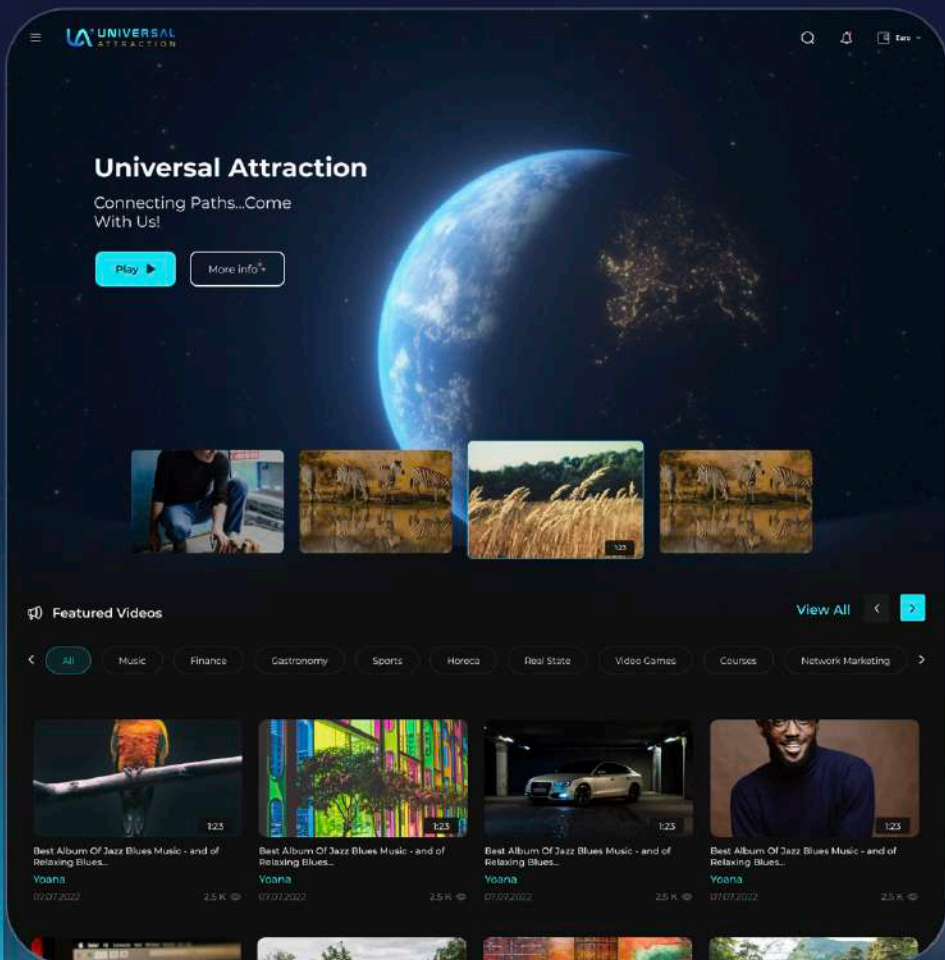 UNIVERSAL
ATTRACTION
Euro
Universal Attraction
Connecting Paths...Come
With Us!
Play
More info
1:23
Featured Videos
View All
All
Music
Finance
Gastronomy
Sports
Horeca
Real State
Video Games
Courses
Network Marketing
1:23
1:23
1:23
1:23
Best Album Of Jazz Blues Music - and of
Relaxing Blues...
Yoana
07.07.2022
2.5 K
Best Album Of Jazz Blues Music - and of
Relaxing Blues...
Yoana
07.07.2022
2.5 K
Best Album Of Jazz Blues Music - and of
Relaxing Blues...
Yoana
07.07.2022
2.5 K
Best Album Of Jazz Blues Music - and of
Relaxing Blues...
Yoana
07.07.2022
2.5 K